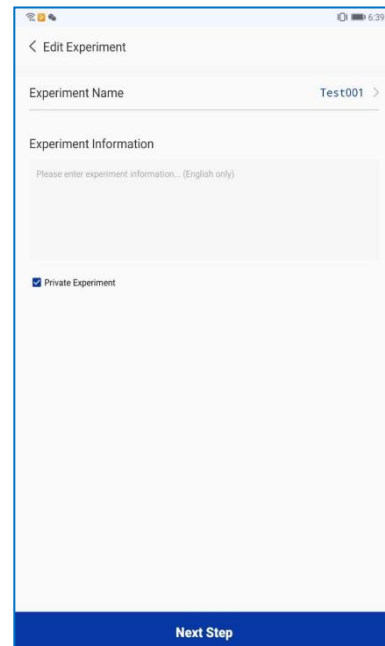 6:39
Edit Experiment
Experiment Name Test001
Experiment Information
Please enter experiment information... (English only)
Private Experiment
Next Step